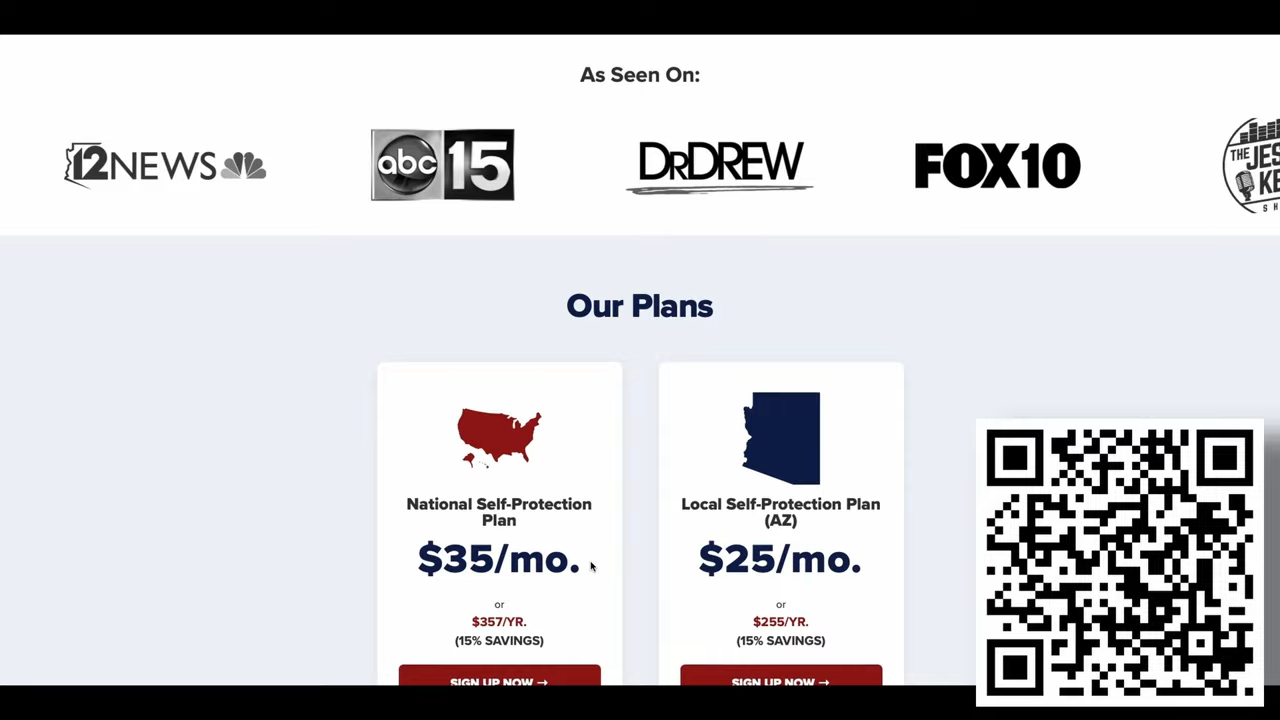 As Seen On:
12NEWS
abc 15
DRDREW
FOX10
THE
Our Plans
National Self-Protection
Plan
$35/mo.
or
$357/YR.
(15% SAVINGS)
SIGN UP NOW →
Local Self-Protection Plan
(AZ)
$25/mo.
or
$255/YR.
(15% SAVINGS)
SIGN UP NOW →